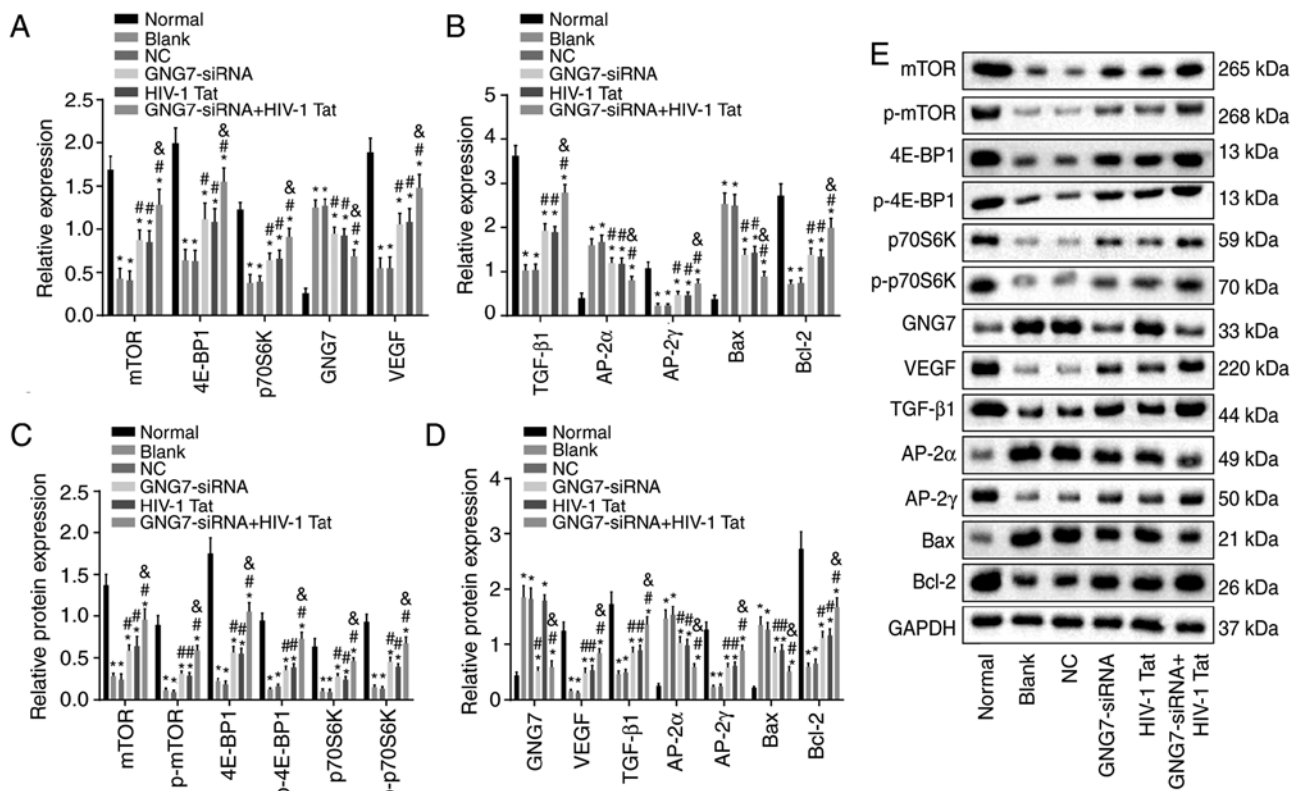 A
Normal
Blank
NC
GNG7-siRNA
HIV-1 Tat
GNG7-siRNA+HIV-1 Tat
Relative expression
2.5
2.0
1.5
1.0
0.5
0.0
mTOR
4E-BP1
p70S6K
GNG7
VEGF
B
Normal
Blank
NC
GNG7-siRNA
HIV-1 Tat
GNG7-siRNA+HIV-1 Tat
Relative expression
5
4
3
2
1
0
TGF-β1
AP-2α
AP-2γ
Bax
Bcl-2
C
Normal
Blank
NC
GNG7-siRNA
HIV-1 Tat
GNG7-siRNA+HIV-1 Tat
Relative protein expression
2.5
2.0
1.5
1.0
0.5
0.0
mTOR
p-mTOR
4E-BP1
p-4E-BP1
p70S6K
p-p70S6K
D
Normal
Blank
NC
GNG7-siRNA
HIV-1 Tat
GNG7-siRNA+HIV-1 Tat
Relative protein expression
4
3
2
1
0
GNG7
VEGF
TGF-β1
AP-2α
AP-2γ
Bax
Bcl-2
E
mTOR 265 kDa
p-mTOR 268 kDa
4E-BP1 13 kDa
p-4E-BP1 13 kDa
p70S6K 59 kDa
p-p70S6K 70 kDa
GNG7 33 kDa
VEGF 220 kDa
TGF-β1 44 kDa
AP-2α 49 kDa
AP-2γ 50 kDa
Bax 21 kDa
Bcl-2 26 kDa
GAPDH 37 kDa
Normal
Blank
NC
GNG7-siRNA
HIV-1 Tat
GNG7-siRNA+
HIV-1 Tat